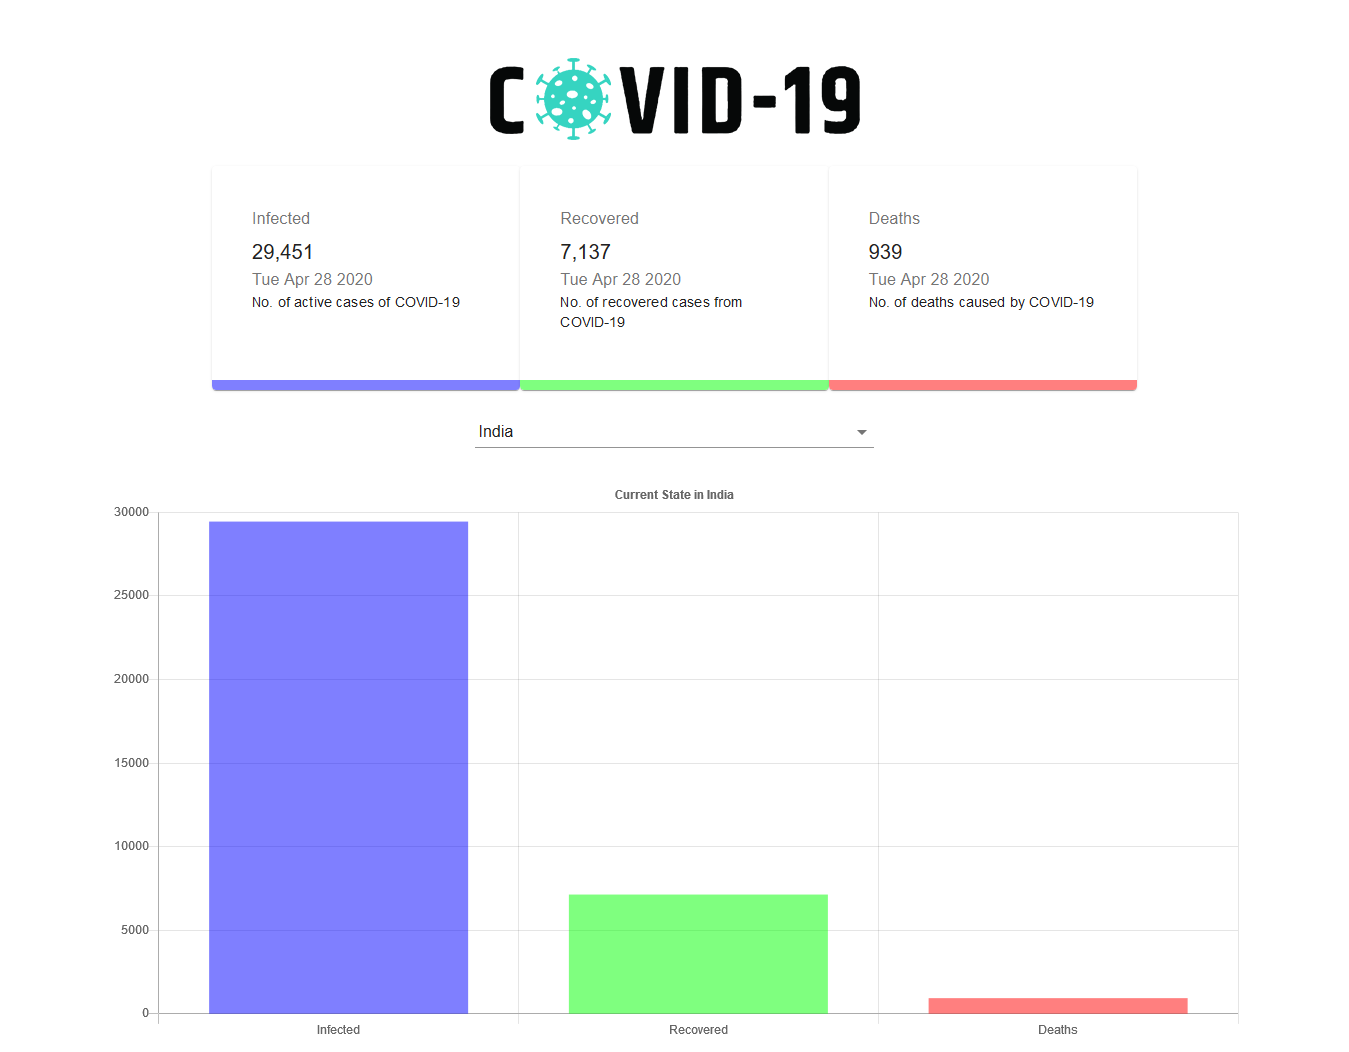 COVID-19
Infected
29,451
Tue Apr 28 2020
No. of active cases of COVID-19
Recovered
7,137
Tue Apr 28 2020
No. of recovered cases from
COVID-19
Deaths
939
Tue Apr 28 2020
No. of deaths caused by COVID-19
India
Current State in India
30000
25000
20000
15000
10000
5000
0
Infected
Recovered
Deaths